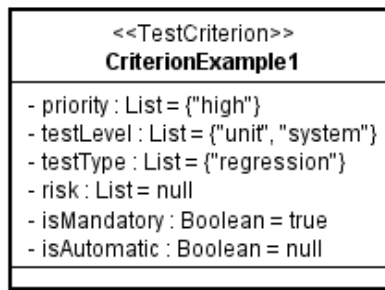 <<TestCriterion>>
CriterionExample1
- priority : List = {"high"}
- testLevel : List = {"unit", "system"}
- testType : List = {"regression"}
- risk : List = null
- isMandatory : Boolean = true
- isAutomatic : Boolean = null